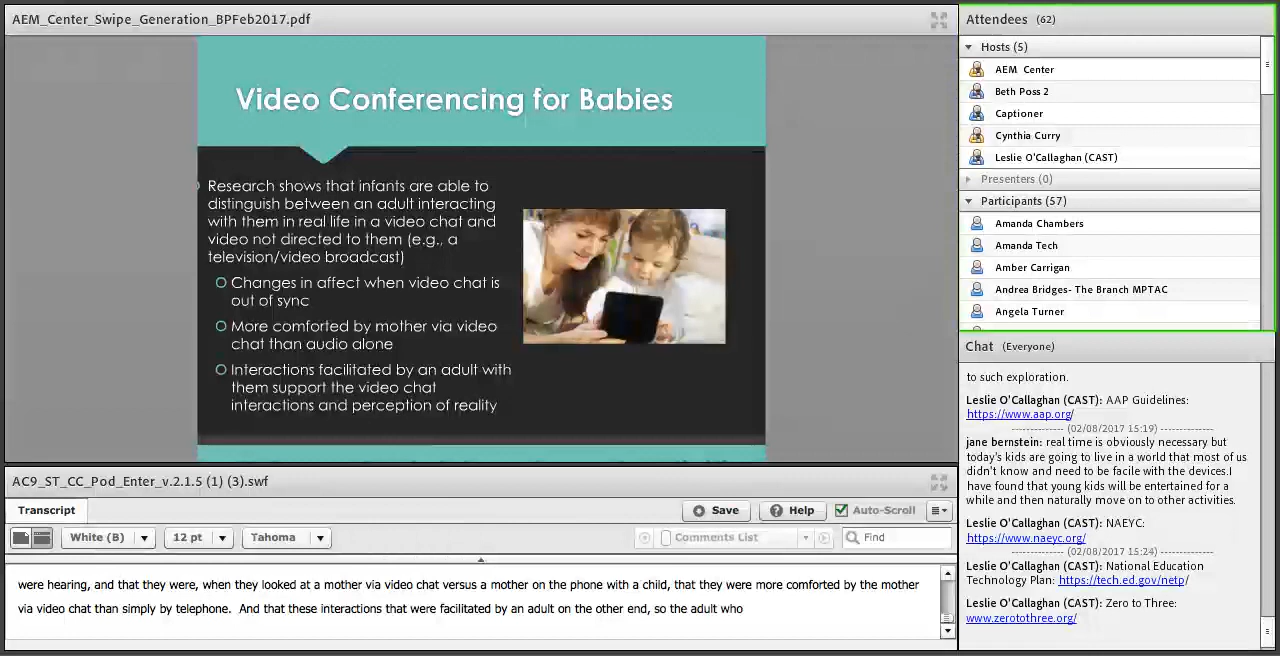 AEM_Center_Swipe_Generation_BPFeb2017.pdf
Video Conferencing for Babies
Research shows that infants are able to
distinguish between an adult interacting
with them in real life in a video chat and
video not directed to them (e.g., a
television/video broadcast)
Changes in affect when video chat is
out of sync
More comforted by mother via video
chat than audio alone
Interactions facilitated by an adult with
them support the video chat
interactions and perception of reality
AC9_ST_CC_Pod_Enter_v.2.1.5 (1) (3).swf
Transcript
Save
Help
Auto-Scroll
White (B)
12 pt
Tahoma
Comments List
Find
were hearing, and that they were, when they looked at a mother via video chat versus a mother on the phone with a child, that they were more comforted by the mother
via video chat than simply by telephone.  And that these interactions that were facilitated by an adult on the other end, so the adult who
Attendees (62)
Hosts (5)
AEM Center
Beth Poss 2
Captioner
Cynthia Curry
Leslie O'Callaghan (CAST)
Presenters (0)
Participants (57)
Amanda Chambers
Amanda Tech
Amber Carrigan
Andrea Bridges- The Branch MPTAC
Angela Turner
Chat (Everyone)
to such exploration.
Leslie O'Callaghan (CAST): AAP Guidelines:
https://www.aap.org/
-------------- (02/08/2017 15:19) --------------
jane bernstein: real time is obviously necessary but
today's kids are going to live in a world that most of us
didn't know and need to be facile with the devices.I
have found that young kids will be entertained for a
while and then naturally move on to other activities.
Leslie O'Callaghan (CAST): NAEYC:
https://www.naeyc.org/
-------------- (02/08/2017 15:24) --------------
Leslie O'Callaghan (CAST): National Education
Technology Plan: https://tech.ed.gov/netp/
Leslie O'Callaghan (CAST): Zero to Three:
www.zerotothree.org/